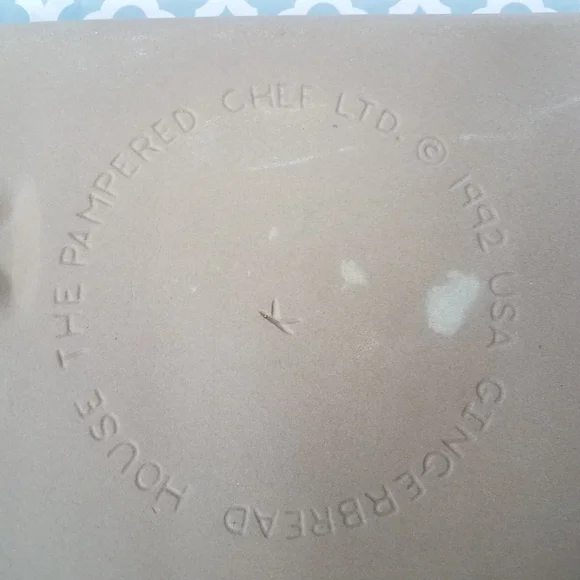 THE PAMPERED CHEF LTD. © 1992 USA GINGERBREAD HOUSE
K